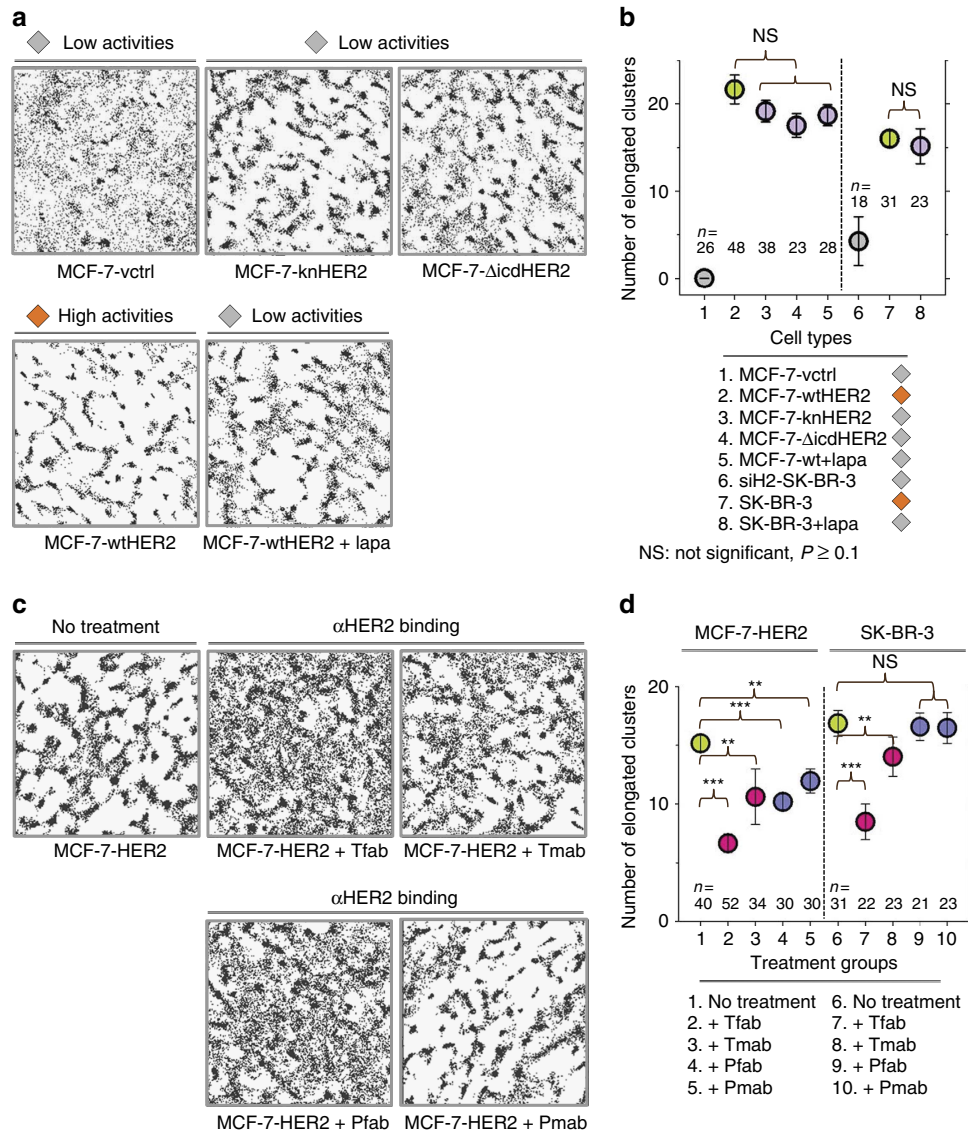 a
Low activities
Low activities
MCF-7-vctrl
MCF-7-knHER2
MCF-7-ΔicdHER2
High activities
Low activities
MCF-7-wtHER2
MCF-7-wtHER2 + lapa
b
Number of elongated clusters
20
10
0
NS
NS
n=
26
48
38
23
28
n=
18
31
23
1 2 3 4 5 6 7 8
Cell types
1. MCF-7-vctrl
2. MCF-7-wtHER2
3. MCF-7-knHER2
4. MCF-7-ΔicdHER2
5. MCF-7-wt+lapa
6. siH2-SK-BR-3
7. SK-BR-3
8. SK-BR-3+lapa
NS: not significant, P ≥ 0.1
c
No treatment
αHER2 binding
MCF-7-HER2
MCF-7-HER2 + Tfab
MCF-7-HER2 + Tmab
αHER2 binding
MCF-7-HER2 + Pfab
MCF-7-HER2 + Pmab
d
MCF-7-HER2
SK-BR-3
Number of elongated clusters
20
10
0
**
***
**
***
NS
**
***
n=
40
52
34
30
30
n=
31
22
23
21
23
1 2 3 4 5 6 7 8 9 10
Treatment groups
1. No treatment
2. + Tfab
3. + Tmab
4. + Pfab
5. + Pmab
6. No treatment
7. + Tfab
8. + Tmab
9. + Pfab
10. + Pmab